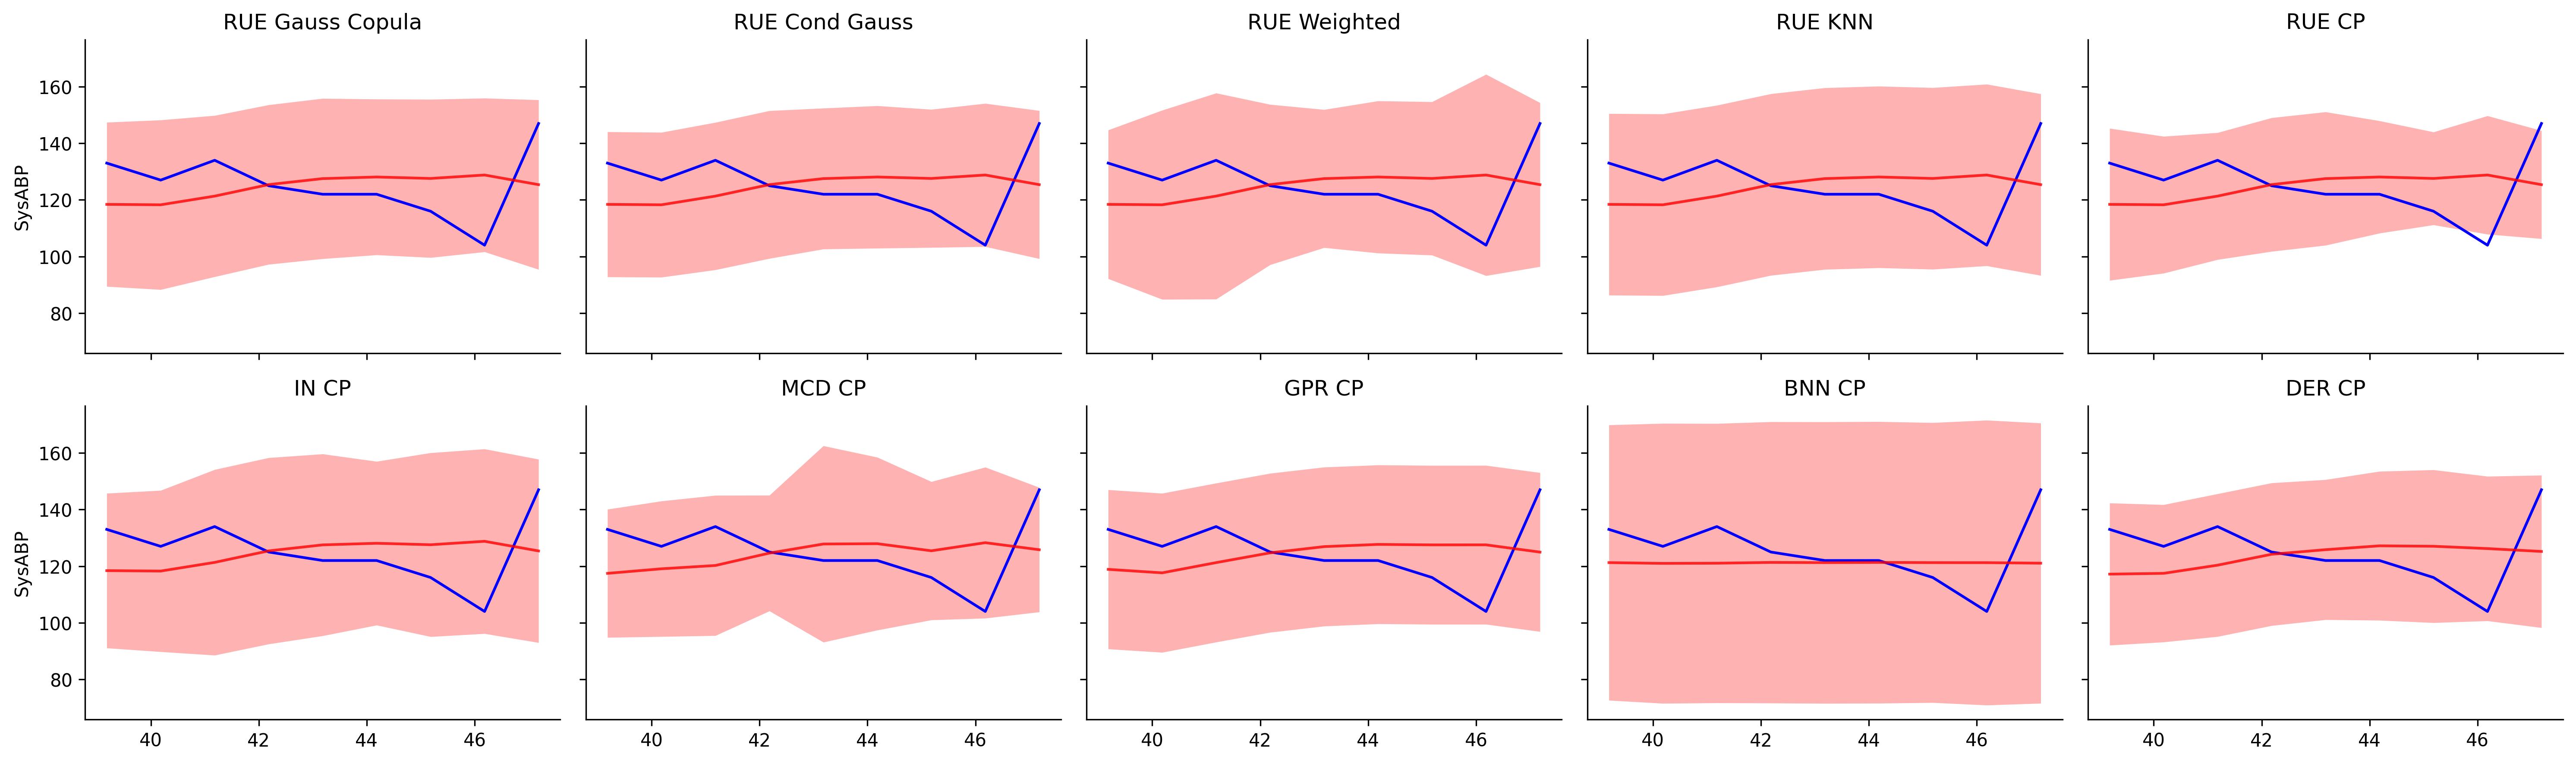 RUE Gauss Copula RUE Cond Gauss RUE Weighted RUE KNN RUE CP
160
140
120
100
80
SysABP
IN CP MCD CP GPR CP BNN CP DER CP
160
140
120
100
80
SysABP
40 42 44 46 40 42 44 46 40 42 44 46 40 42 44 46 40 42 44 46